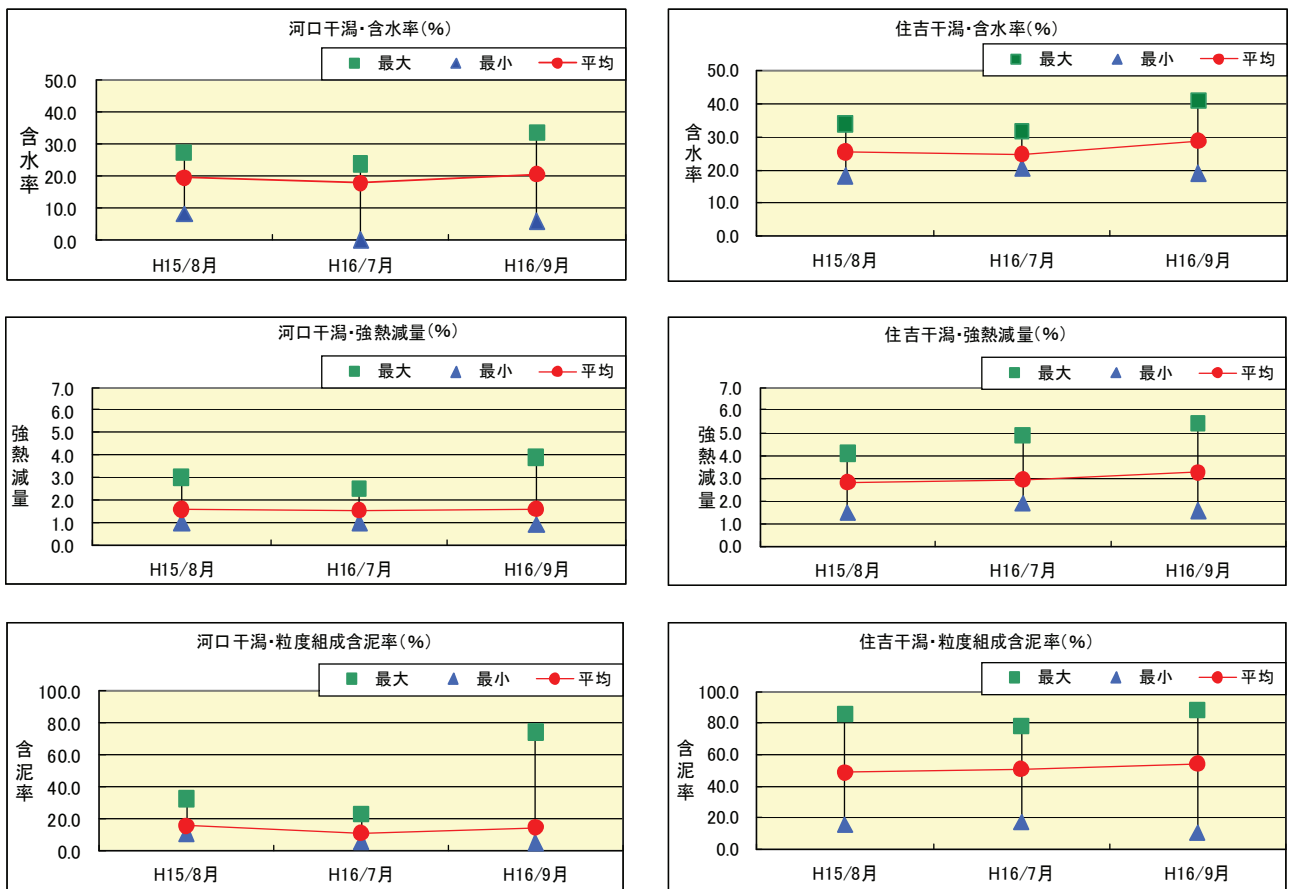 河口干潟・含水率(%)
最大 最小 平均
50.0
40.0
30.0
20.0
10.0
0.0
含水率
H15/8月 H16/7月 H16/9月
住吉干潟・含水率(%)
最大 最小 平均
50.0
40.0
30.0
20.0
10.0
0.0
含水率
H15/8月 H16/7月 H16/9月
河口干潟・強熱減量(%)
最大 最小 平均
7.0
6.0
5.0
4.0
3.0
2.0
1.0
0.0
強熱減量
H15/8月 H16/7月 H16/9月
住吉干潟・強熱減量(%)
最大 最小 平均
7.0
6.0
5.0
4.0
3.0
2.0
1.0
0.0
強熱減量
H15/8月 H16/7月 H16/9月
河口干潟・粒度組成含泥率(%)
最大 最小 平均
100.0
80.0
60.0
40.0
20.0
0.0
含泥率
H15/8月 H16/7月 H16/9月
住吉干潟・粒度組成含泥率(%)
最大 最小 平均
100.0
80.0
60.0
40.0
20.0
0.0
含泥率
H15/8月 H16/7月 H16/9月